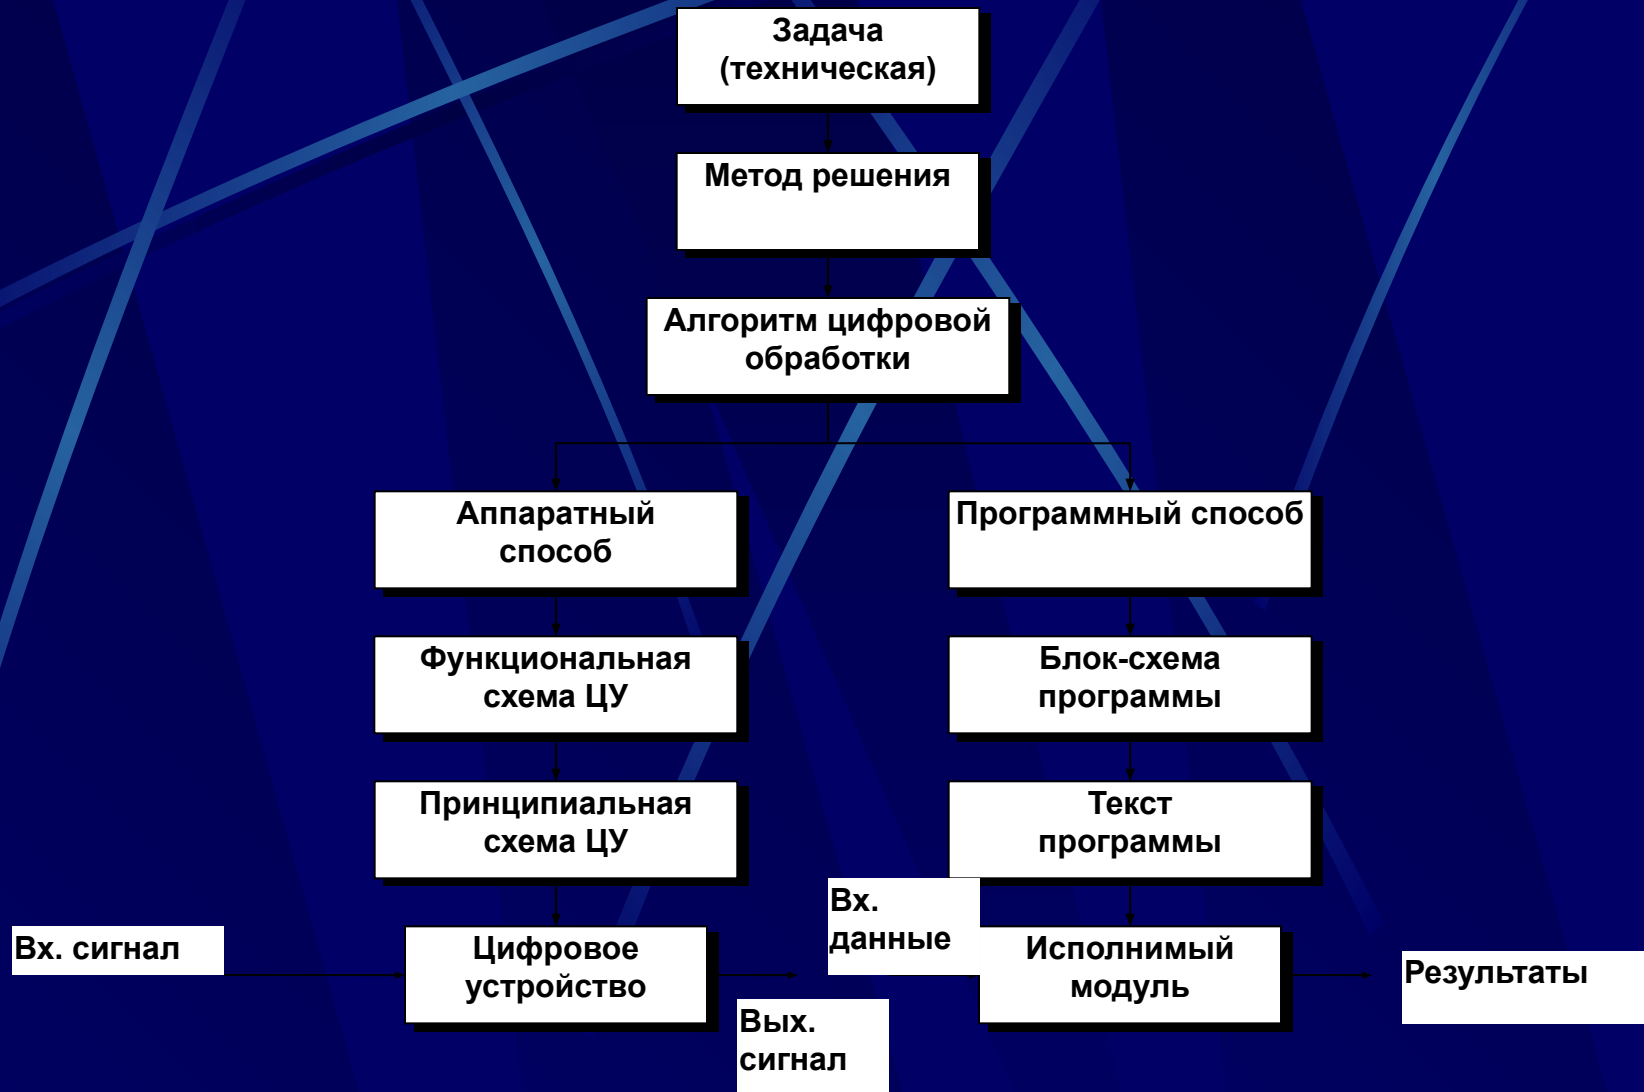 Задача
(техническая)
Метод решения
Алгоритм цифровой
обработки
Аппаратный
способ
Программный способ
Функциональная
схема ЦУ
Блок-схема
программы
Принципиальная
схема ЦУ
Текст
программы
Вх. сигнал
Цифровое
устройство
Вых.
сигнал
Вх.
данные
Исполнимый
модуль
Результаты